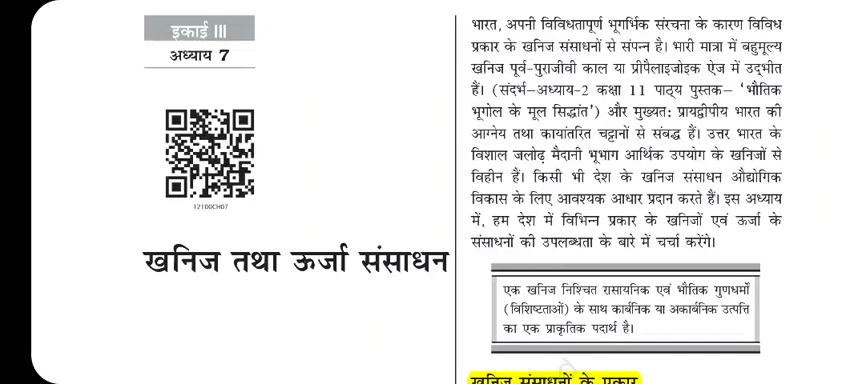 इकाई III
अध्याय 7
12100CH07
खनिज तथा ऊर्जा संसाधन
भारत, अपनी विविधतापूर्ण भूगर्भिक संरचना के कारण विविध
प्रकार के खनिज संसाधनों से संपन्न है। भारी मात्रा में बहुमूल्य
खनिज पूर्व-पुराजीवी काल या प्रीपैलाइजोइक ऐज में उद्भीत
हैं। (संदर्भ–अध्याय-2 कक्षा 11 पाठ्य पुस्तक– ‘भौतिक
भूगोल के मूल सिद्धांत’) और मुख्यत: प्रायद्वीपीय भारत की
आग्नेय तथा कायांतरित चट्टानों से संबद्ध हैं। उत्तर भारत के
विशाल जलोढ़ मैदानी भूभाग आर्थिक उपयोग के खनिजों से
विहीन हैं। किसी भी देश के खनिज संसाधन औद्योगिक
विकास के लिए आवश्यक आधार प्रदान करते हैं। इस अध्याय
में, हम देश में विभिन्न प्रकार के खनिजों एवं ऊर्जा के
संसाधनों की उपलब्धता के बारे में चर्चा करेंगे।
एक खनिज निश्चित रासायनिक एवं भौतिक गुणधर्मों
(विशिष्टताओं) के साथ कार्बनिक या अकार्बनिक उत्पत्ति
का एक प्राकृतिक पदार्थ है।
खनिज संसाधनों के प्रकार